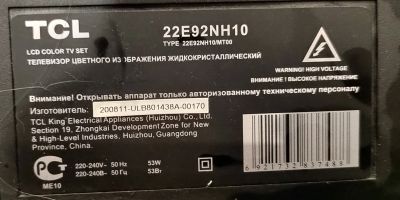 TCL
22E92NH10
LCD COLOR TV SET
TYPE 22E92NH10/MT00
ТЕЛЕВИЗОР ЦВЕТНОГО ИЗОБРАЖЕНИЯ ЖИДКОКРИСТАЛЛИЧЕСКИЙ
WARNING! HIGH VOLTAGE
ВНИМАНИЕ! ВЫСОКОЕ НАПРЯЖЕНИЕ
Внимание! Открывать аппарат только авторизованному техническому персоналу
Изготовитель:
200811-ULB801438A-00170
TCL King Electrical Appliances (Huizhou) Co., Ltd.
Section 19, Zhongkai Development Zone for New
& High-Level Industries, Huizhou, Guangdong
Province, China.
220-240V~ 50 Hz 53W
220-240В~ 50 Гц 53Вт
ME10
6921732837488